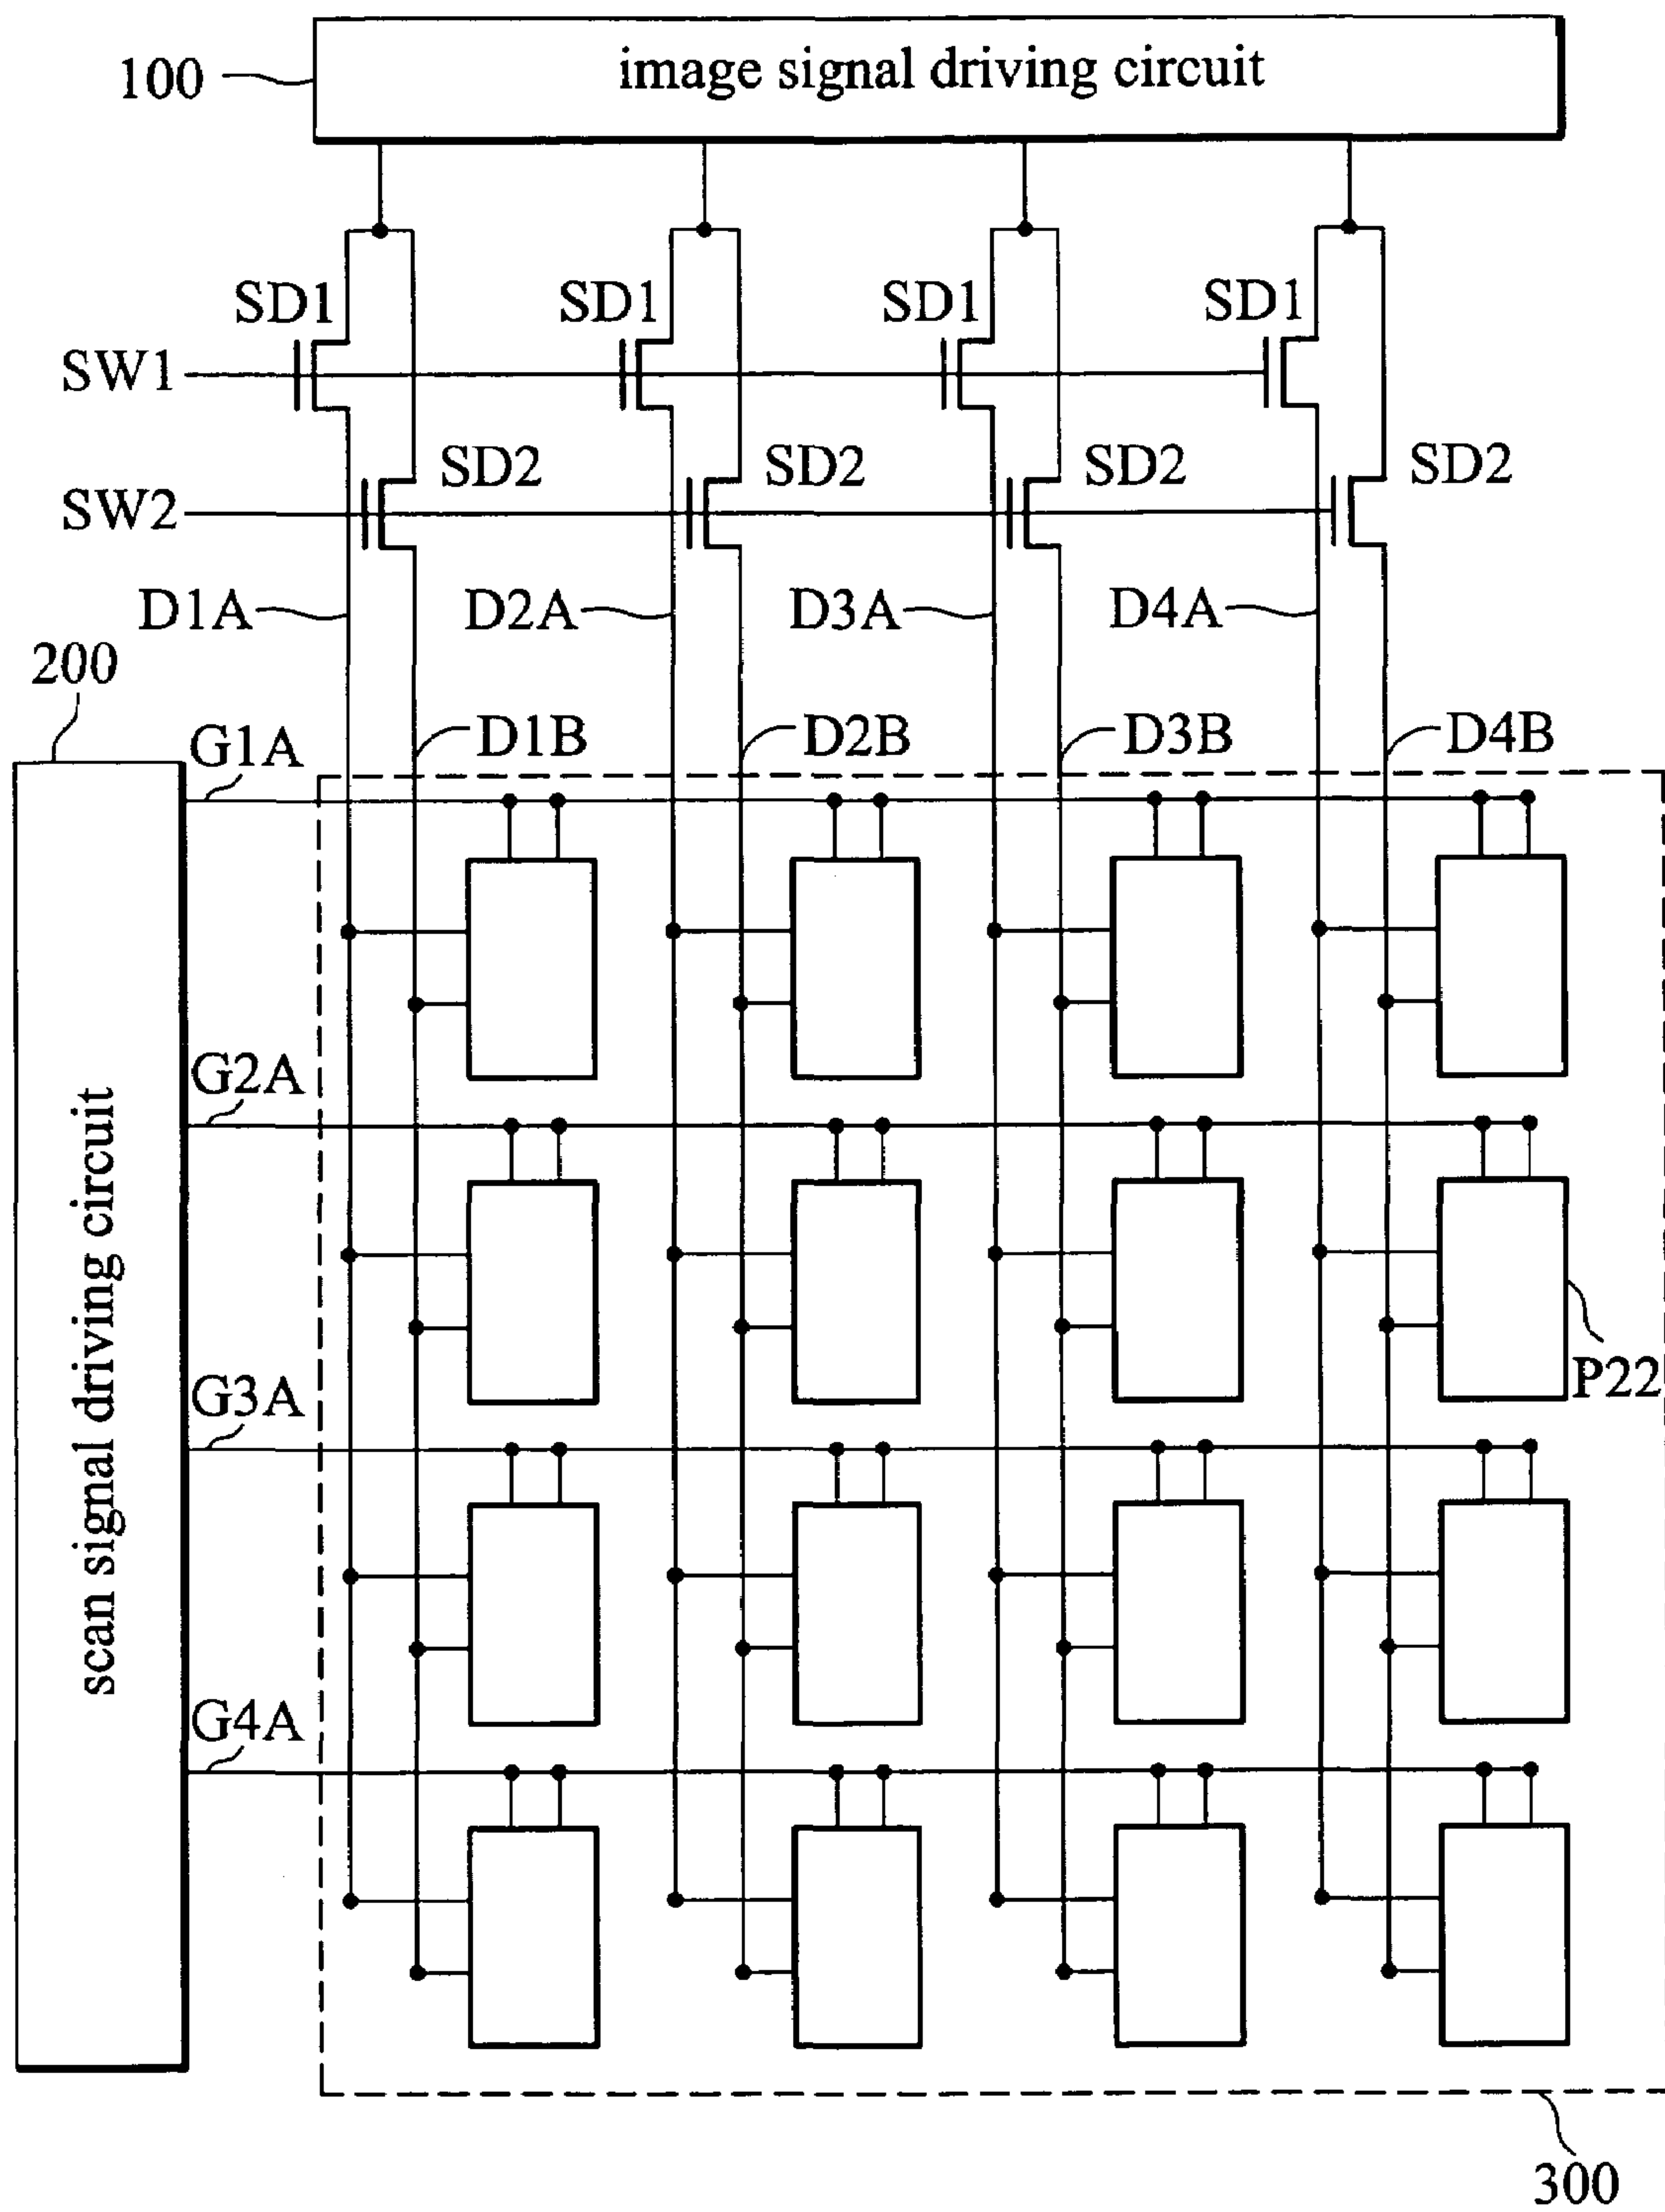 image signal driving circuit
100
SD1 SD1 SD1 SD1
SW1
SD2 SD2 SD2 SD2
SW2
D1A D2A D3A D4A
200
D1B D2B D3B D4B
G1A
G2A
scan signal driving circuit
P22
G3A
G4A
300